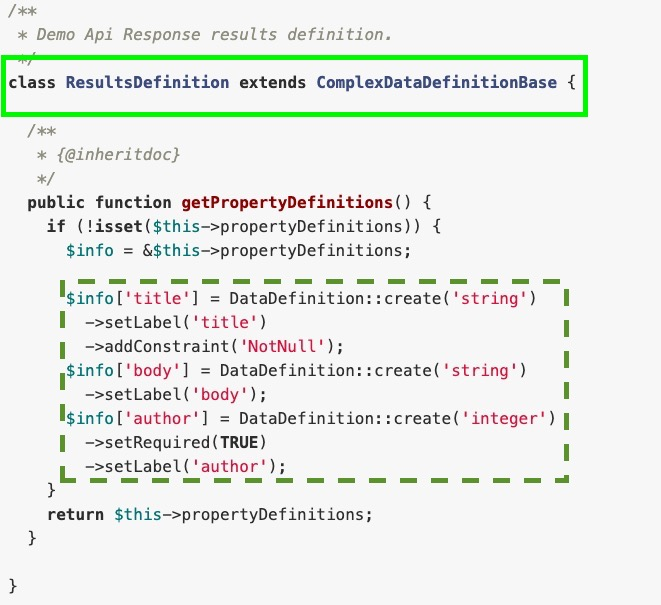 /**
 * Demo Api Response results definition.
 */
class ResultsDefinition extends ComplexDataDefinitionBase {
  /**
   * {@inheritdoc}
   */
  public function getPropertyDefinitions() {
    if (!isset($this->propertyDefinitions)) {
      $info = &$this->propertyDefinitions;
      $info['title'] = DataDefinition::create('string')
        ->setLabel('title')
        ->addConstraint('NotNull');
      $info['body'] = DataDefinition::create('string')
        ->setLabel('body');
      $info['author'] = DataDefinition::create('integer')
        ->setRequired(TRUE)
        ->setLabel('author');
    }
    return $this->propertyDefinitions;
  }
}